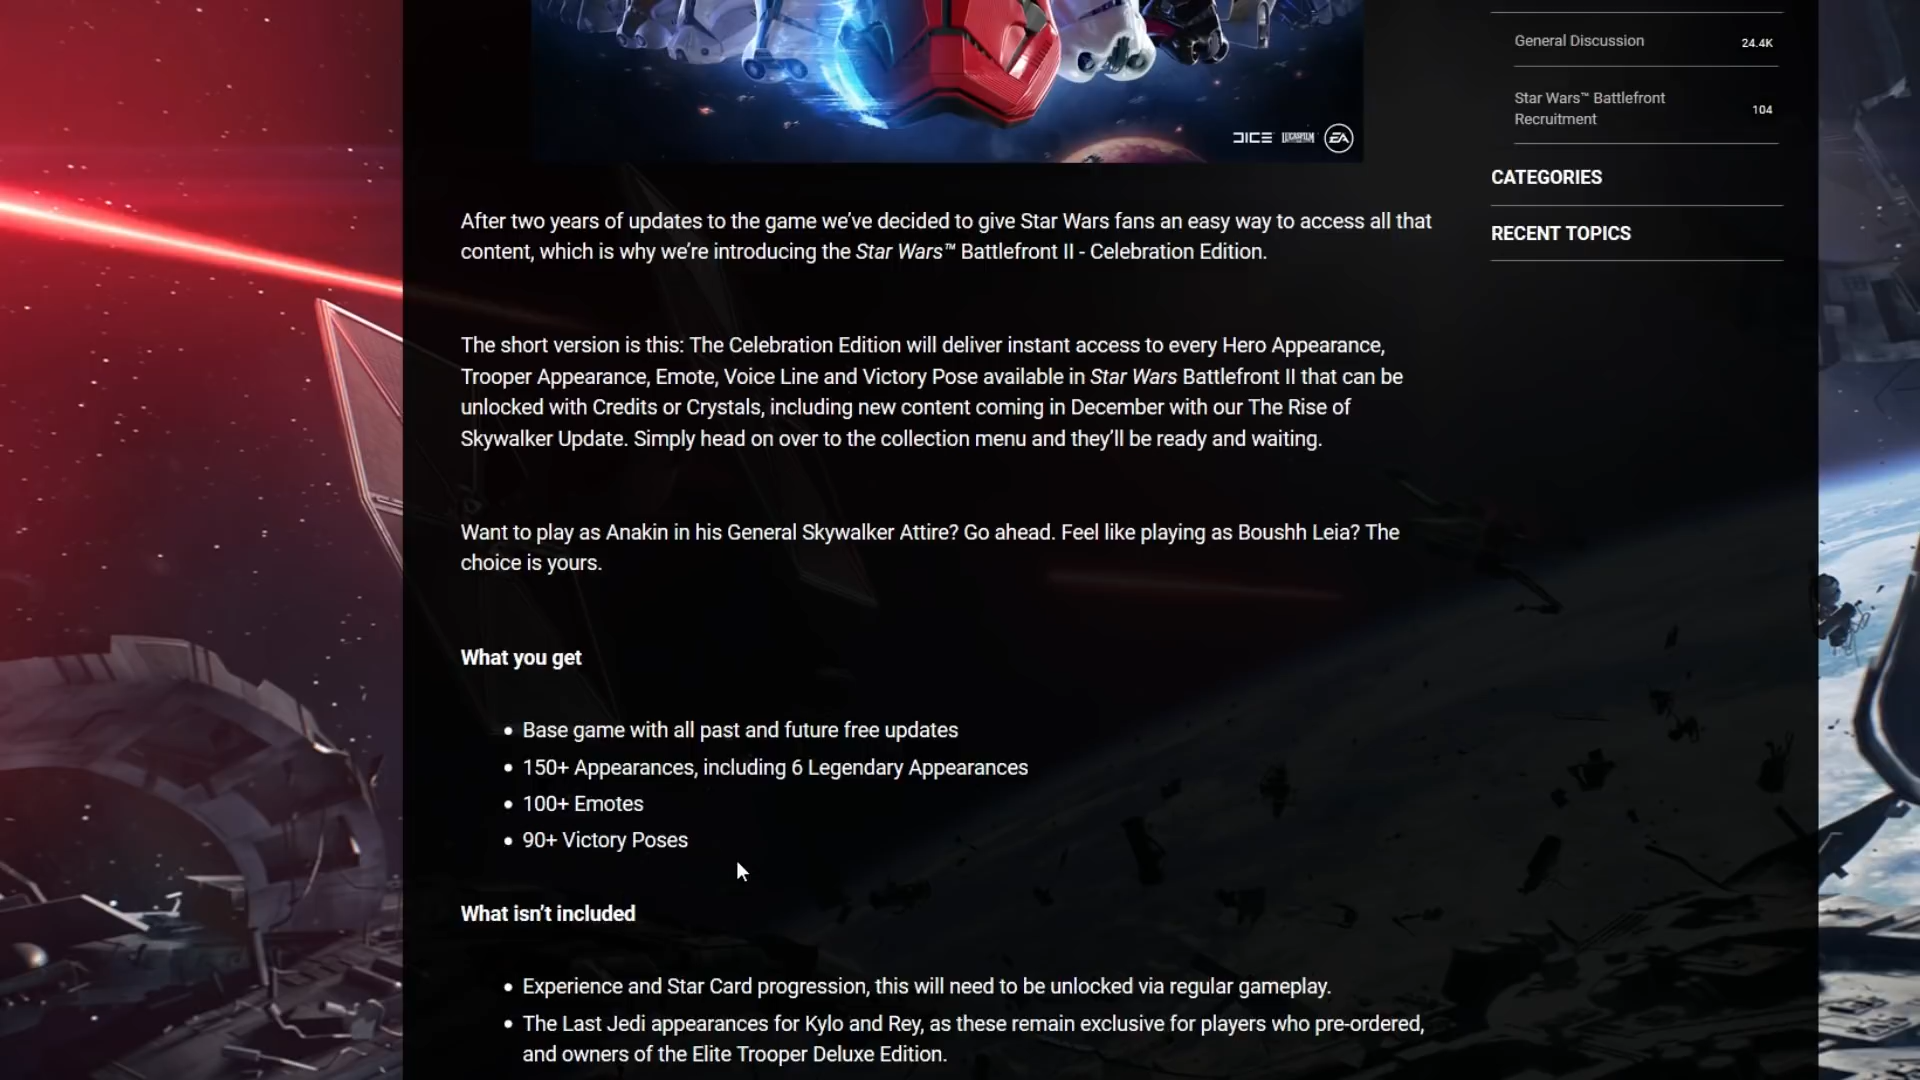 General Discussion 24.4K
Star Wars™ Battlefront 104
Recruitment
DICE LUCASFILM EA
CATEGORIES
After two years of updates to the game we've decided to give Star Wars fans an easy way to access all that
content, which is why we're introducing the Star Wars™ Battlefront II - Celebration Edition.
RECENT TOPICS
The short version is this: The Celebration Edition will deliver instant access to every Hero Appearance,
Trooper Appearance, Emote, Voice Line and Victory Pose available in Star Wars Battlefront II that can be
unlocked with Credits or Crystals, including new content coming in December with our The Rise of
Skywalker Update. Simply head on over to the collection menu and they'll be ready and waiting.
Want to play as Anakin in his General Skywalker Attire? Go ahead. Feel like playing as Boushh Leia? The
choice is yours.
What you get
• Base game with all past and future free updates
• 150+ Appearances, including 6 Legendary Appearances
• 100+ Emotes
• 90+ Victory Poses
What isn't included
• Experience and Star Card progression, this will need to be unlocked via regular gameplay.
• The Last Jedi appearances for Kylo and Rey, as these remain exclusive for players who pre-ordered,
and owners of the Elite Trooper Deluxe Edition.